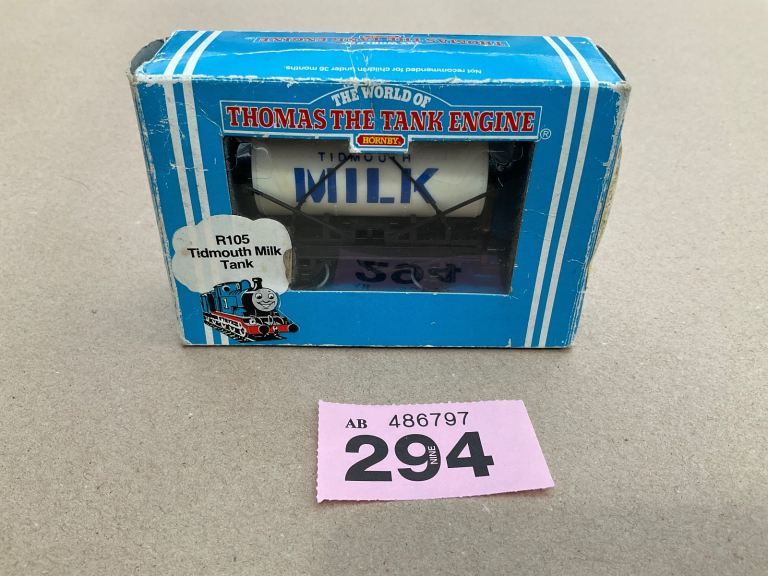 Not recommended for children under 36 months.
THE WORLD OF
THOMAS THE TANK ENGINE
HORNBY ®
TIDMOUTH
MILK
R105
Tidmouth Milk
Tank
294
AB 486797
294
NINE